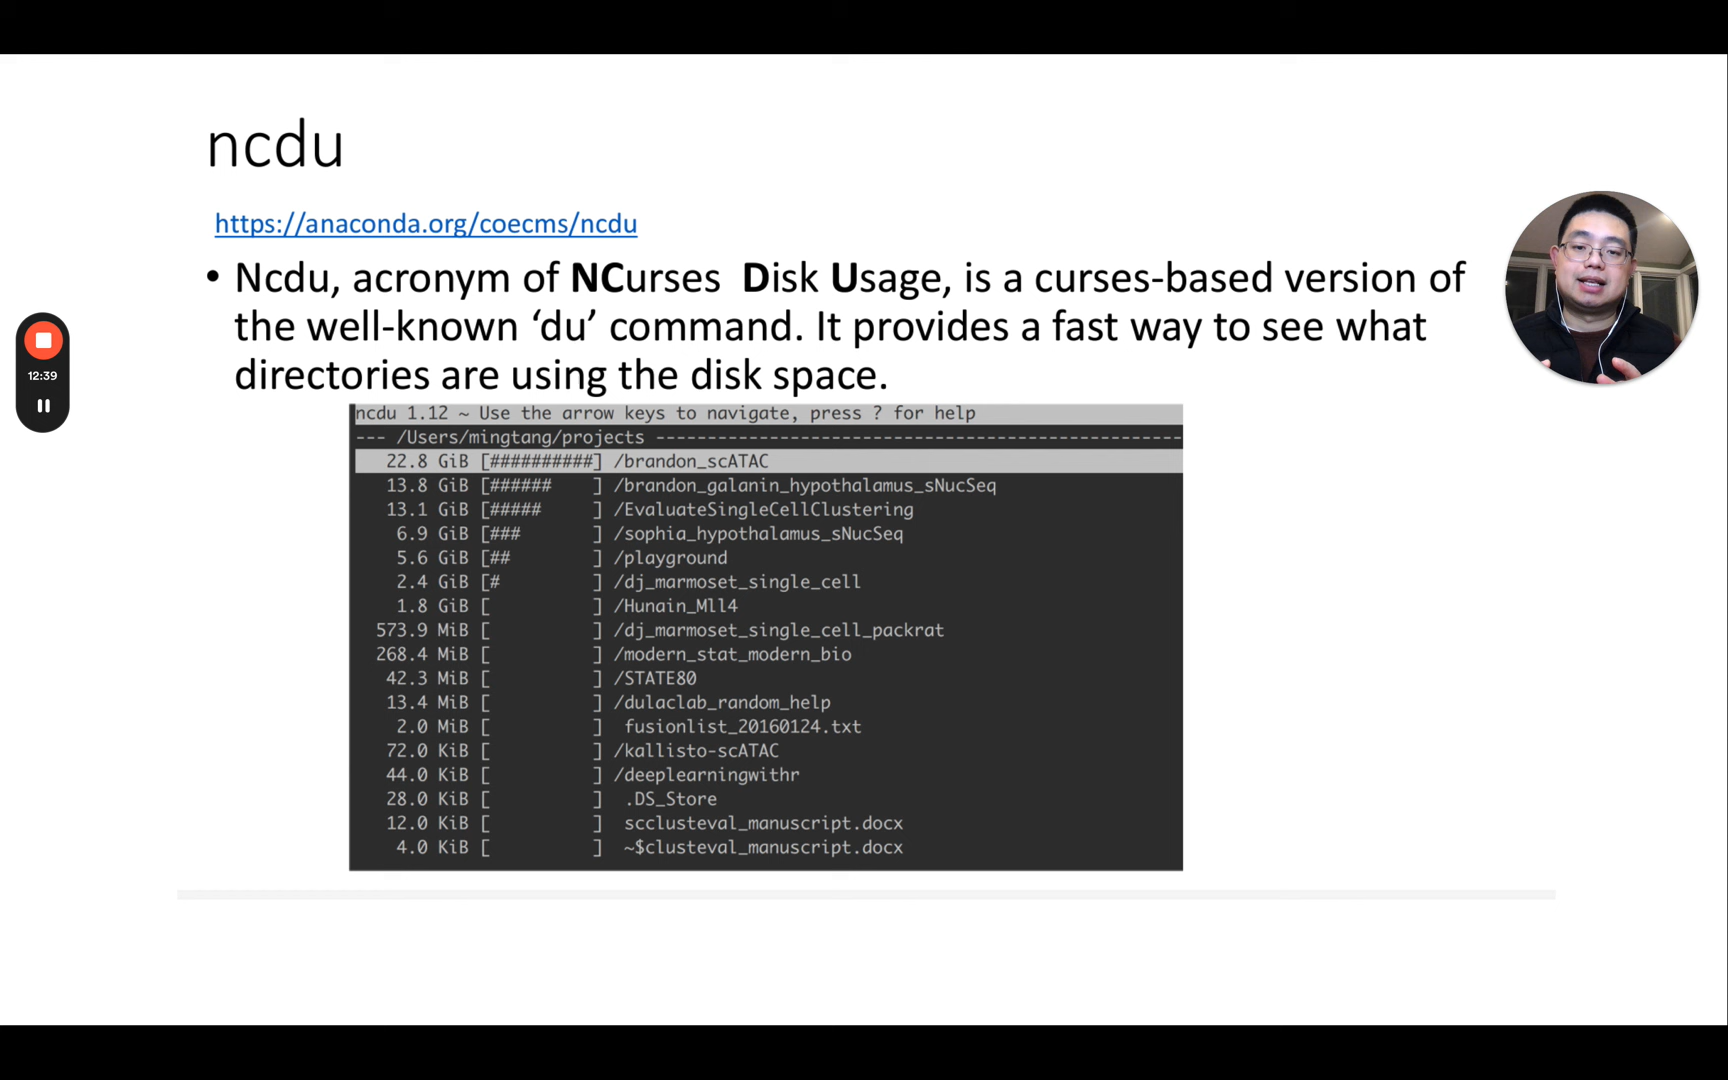 ncdu
https://anaconda.org/coecms/ncdu
• Ncdu, acronym of NCurses  Disk Usage, is a curses-based version of
the well-known ‘du’ command. It provides a fast way to see what
directories are using the disk space.
12:39
ncdu 1.12 ~ Use the arrow keys to navigate, press ? for help
--- /Users/mingtang/projects ---------------------------------------------------
22.8 GiB [##########] /brandon_scATAC
13.8 GiB [######    ] /brandon_galanin_hypothalamus_sNucSeq
13.1 GiB [#####     ] /EvaluateSingleCellClustering
6.9 GiB [###       ] /sophia_hypothalamus_sNucSeq
5.6 GiB [##        ] /playground
2.4 GiB [#         ] /dj_marmoset_single_cell
1.8 GiB [          ] /Hunain_Mll4
573.9 MiB [          ] /dj_marmoset_single_cell_packrat
268.4 MiB [          ] /modern_stat_modern_bio
42.3 MiB [          ] /STATE80
13.4 MiB [          ] /dulaclab_random_help
2.0 MiB [          ]  fusionlist_20160124.txt
72.0 KiB [          ] /kallisto-scATAC
44.0 KiB [          ] /deeplearningwithr
28.0 KiB [          ]  .DS_Store
12.0 KiB [          ]  scclusteval_manuscript.docx
4.0 KiB [          ]  ~$clusteval_manuscript.docx